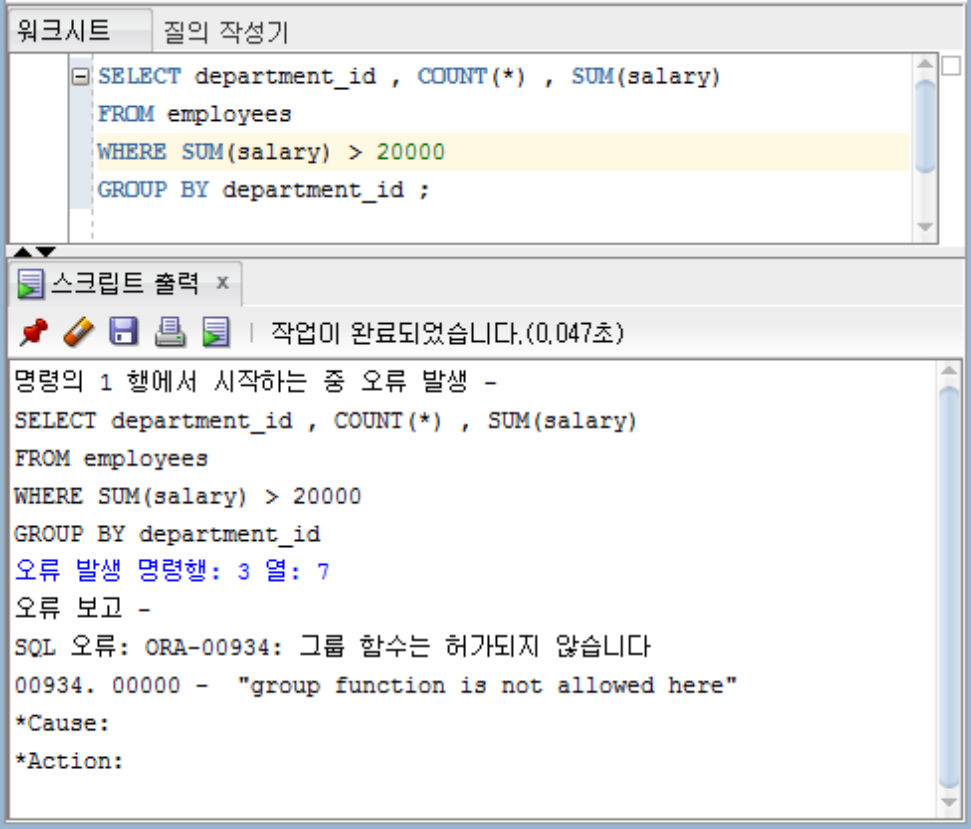 워크시트 질의 작성기
SELECT department_id , COUNT(*) , SUM(salary)
FROM employees
WHERE SUM(salary) > 20000
GROUP BY department_id ;
스크립트 출력 x
작업이 완료되었습니다.(0,047초)
명령의 1 행에서 시작하는 중 오류 발생 -
SELECT department_id , COUNT(*) , SUM(salary)
FROM employees
WHERE SUM(salary) > 20000
GROUP BY department_id
오류 발생 명령행: 3 열: 7
오류 보고 -
SQL 오류: ORA-00934: 그룹 함수는 허가되지 않습니다
00934. 00000 - "group function is not allowed here"
*Cause:
*Action: